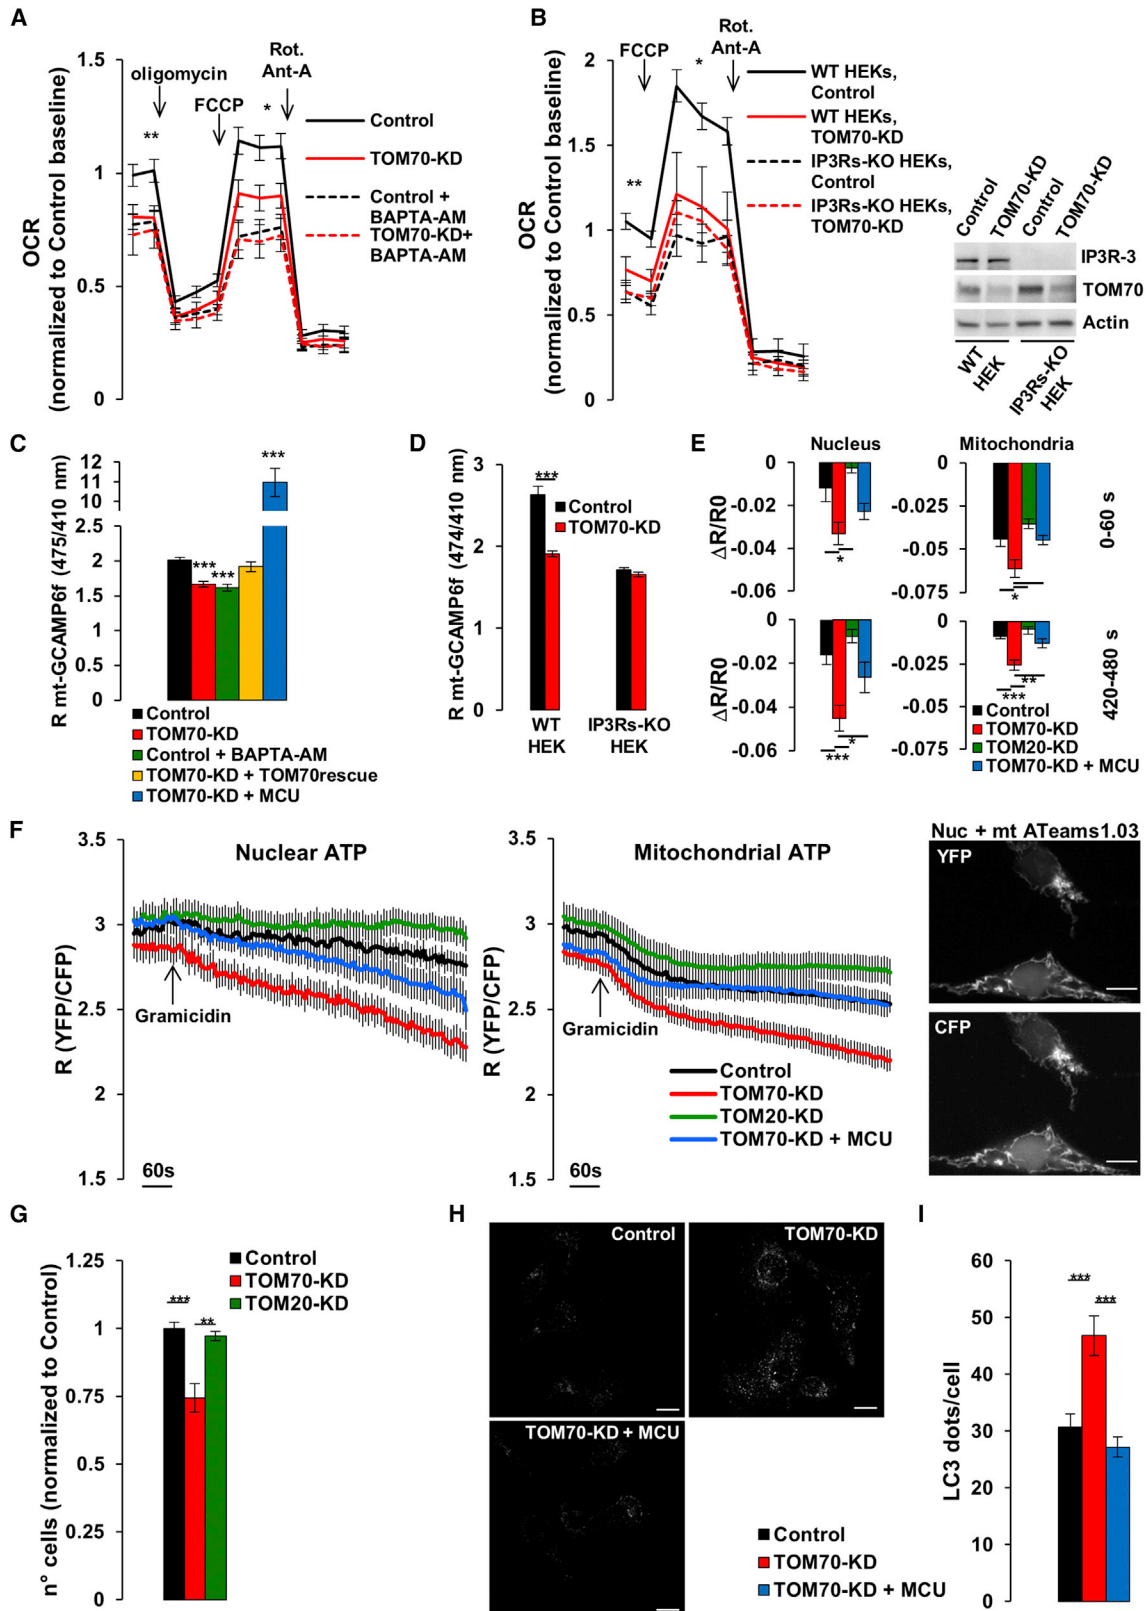 A
OCR
(normalized to Control baseline)
1.5
1
0.5
0
oligomycin
FCCP
Rot.
Ant-A
**
*
Control
TOM70-KD
Control +
BAPTA-AM
TOM70-KD+
BAPTA-AM
B
OCR
(normalized to Control baseline)
2
1.5
1
0.5
0
FCCP
Rot.
Ant-A
**
*
WT HEKs,
Control
WT HEKs,
TOM70-KD
IP3Rs-KO HEKs,
Control
IP3Rs-KO HEKs,
TOM70-KD
Control
TOM70-KD
Control
TOM70-KD
IP3R-3
TOM70
Actin
WT
HEK
IP3Rs-KO
HEK
C
R mt-GCAMP6f (475/410 nm)
12
11
10
2.5
2
1.5
1
0.5
0
***
***
***
Control
TOM70-KD
Control + BAPTA-AM
TOM70-KD + TOM70rescue
TOM70-KD + MCU
D
R mt-GCAMP6f (474/410 nm)
3
2
1
0
***
Control
TOM70-KD
WT
HEK
IP3Rs-KO
HEK
E
Nucleus
Mitochondria
ΔR/R0
0
-0.02
-0.04
-0.06
*
0
-0.025
-0.05
-0.075
*
0-60 s
ΔR/R0
0
-0.02
-0.04
-0.06
*
***
0
-0.025
-0.05
-0.075
**
***
420-480 s
Control
TOM70-KD
TOM20-KD
TOM70-KD + MCU
F
R (YFP/CFP)
3.5
3
2.5
2
1.5
Nuclear ATP
Gramicidin
60s
R (YFP/CFP)
3.5
3
2.5
2
1.5
Mitochondrial ATP
Gramicidin
60s
Control
TOM70-KD
TOM20-KD
TOM70-KD + MCU
Nuc + mt ATeams1.03
YFP
CFP
G
n° cells (normalized to Control)
1.25
1
0.75
0.5
0.25
0
***
**
Control
TOM70-KD
TOM20-KD
H
Control
TOM70-KD
TOM70-KD + MCU
Control
TOM70-KD
TOM70-KD + MCU
I
LC3 dots/cell
60
50
40
30
20
10
0
***
***